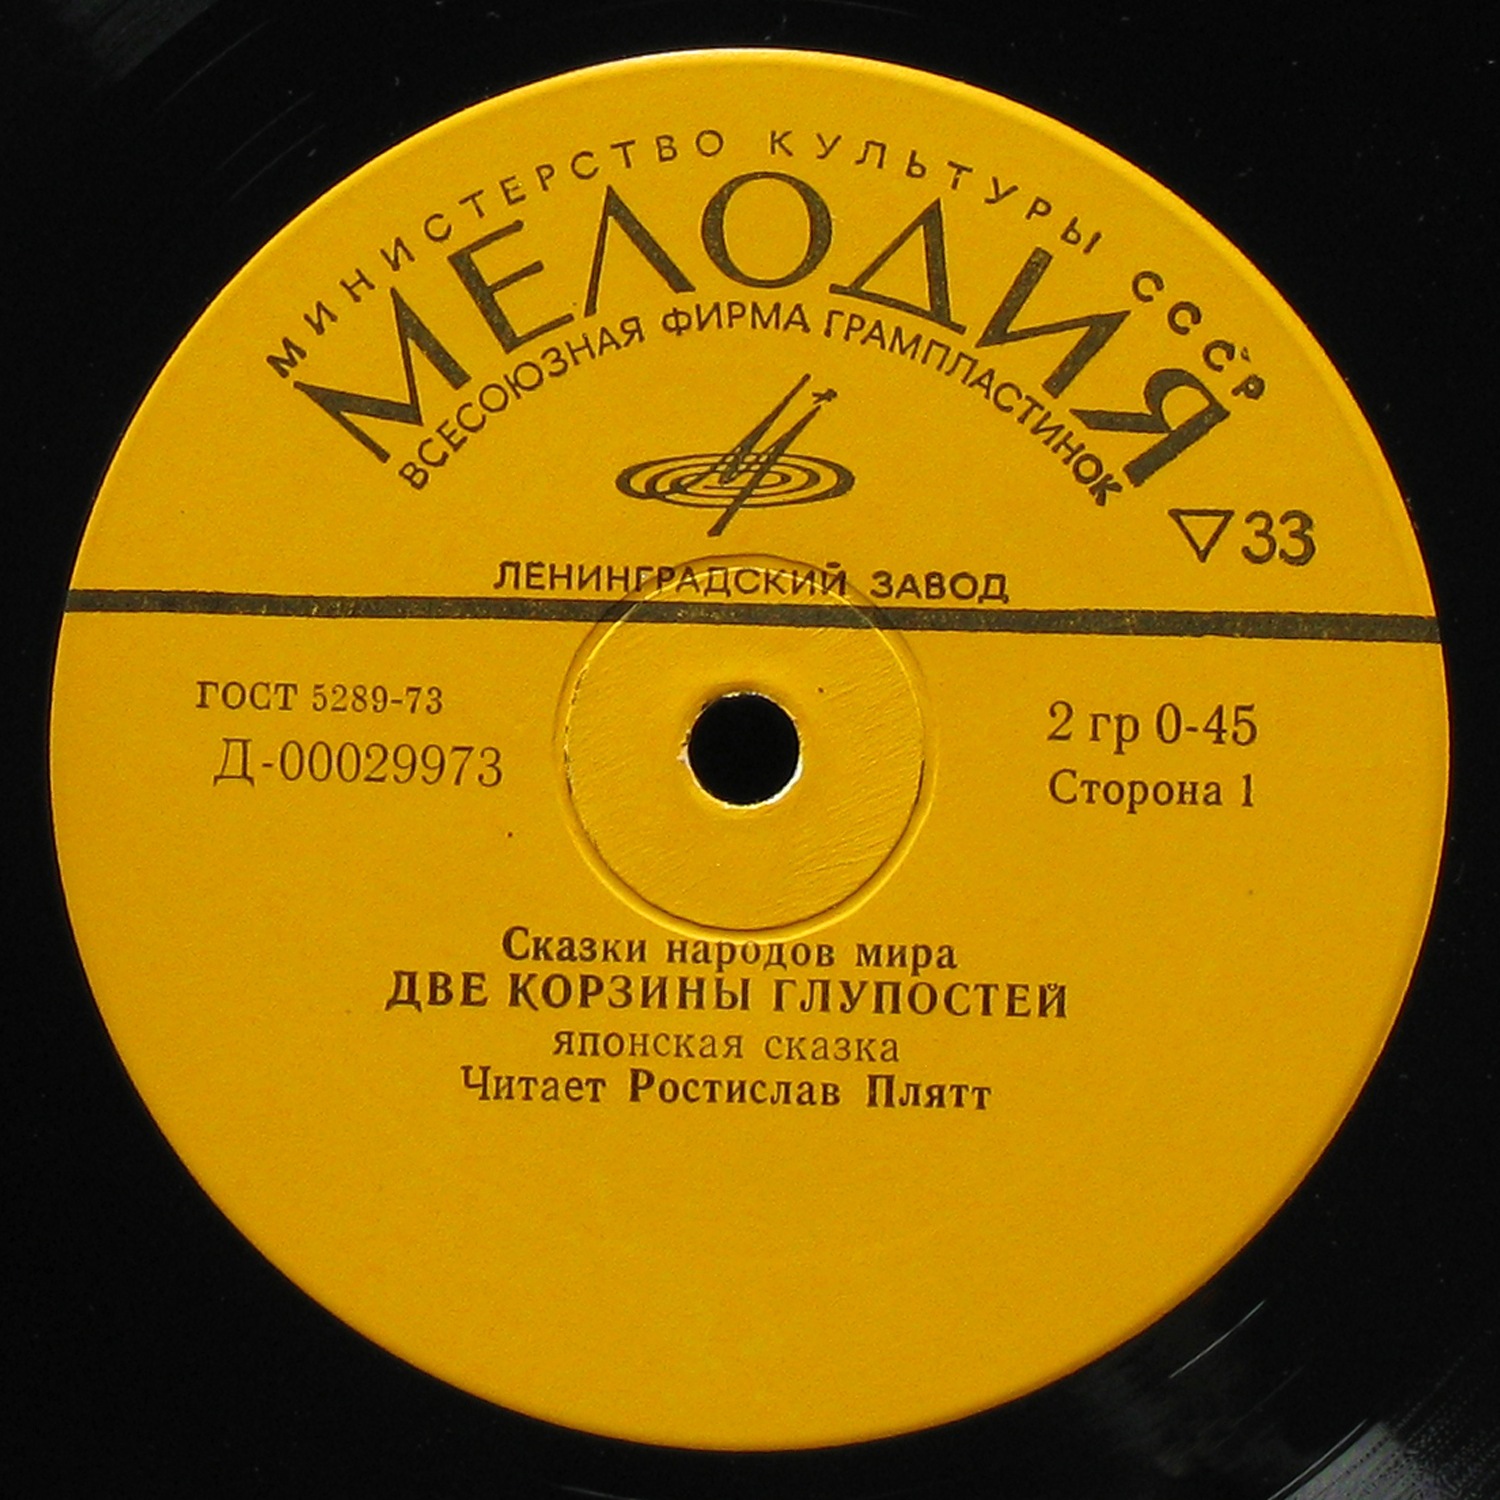 МИНИСТЕРСТВО КУЛЬТУРЫ СССР
МЕЛОДИЯ
ВСЕСОЮЗНАЯ ФИРМА ГРАМПЛАСТИНОК
▽33
ЛЕНИНГРАДСКИЙ ЗАВОД
ГОСТ 5289-73
Д-00029973
2 гр 0-45
Сторона 1
Сказки народов мира
ДВЕ КОРЗИНЫ ГЛУПОСТЕЙ
японская сказка
Читает Ростислав Плятт